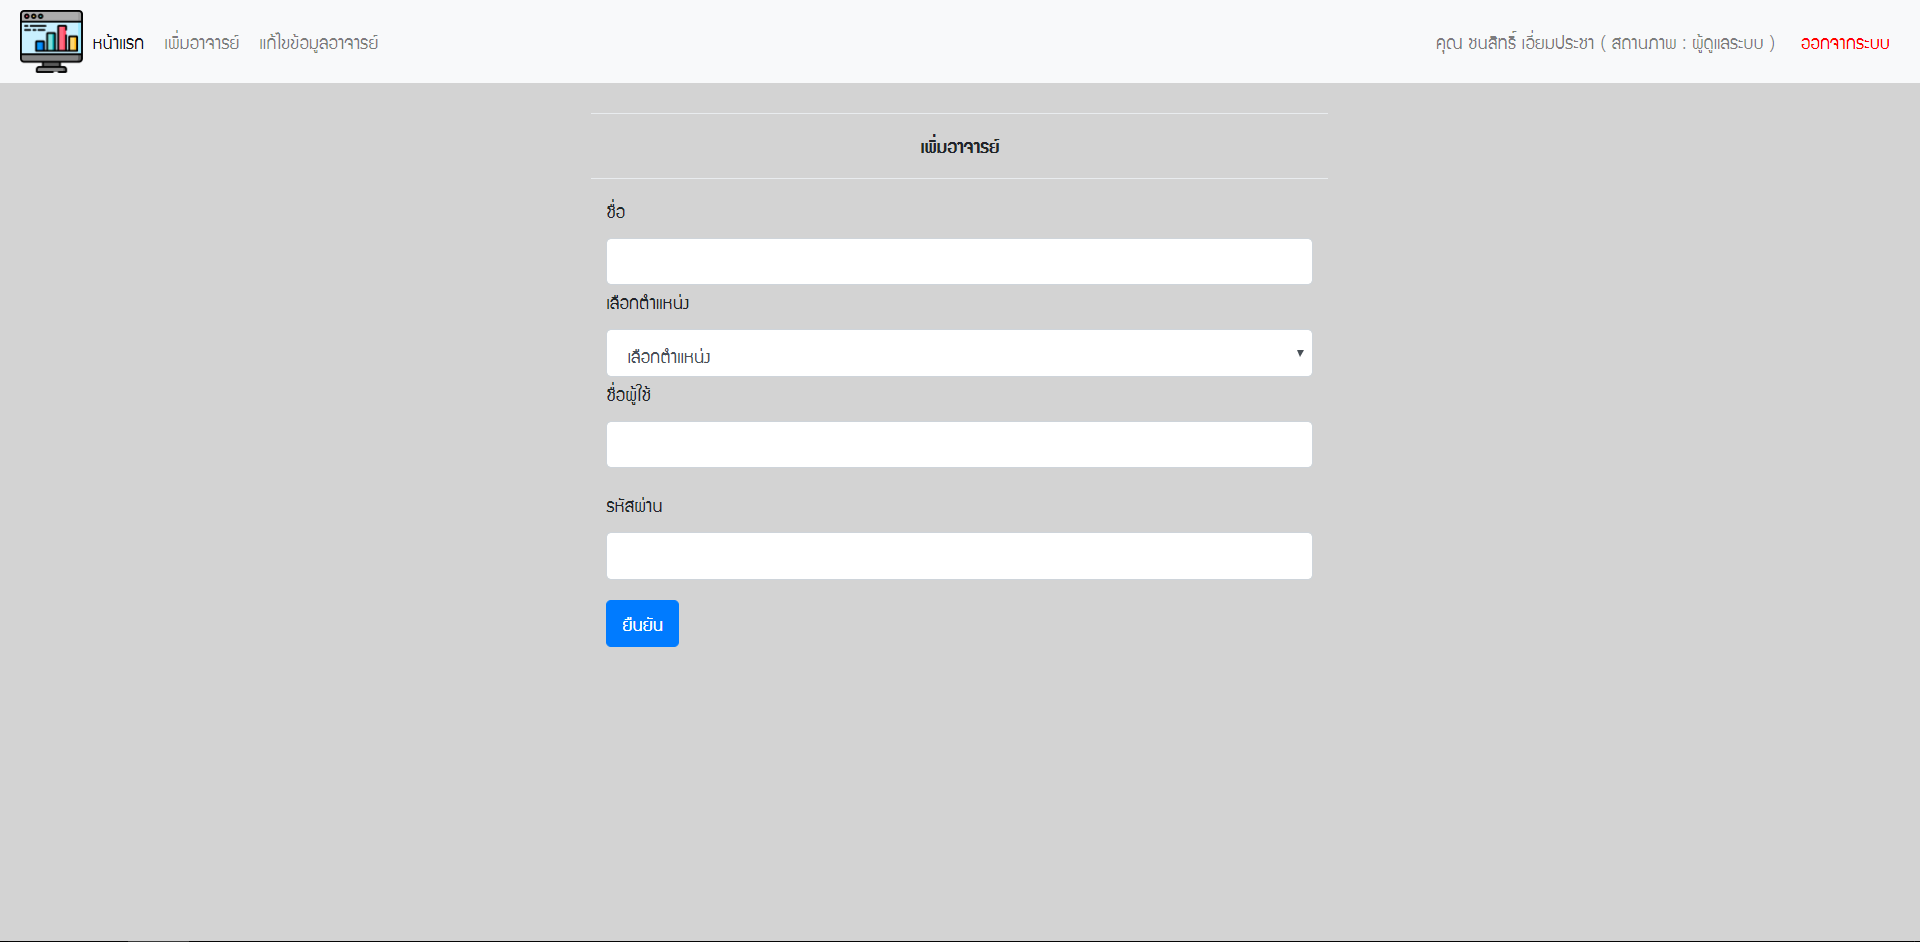 หน้าแรก เพิ่มอาจารย์ แก้ไขข้อมูลอาจารย์ คุณ ชนสิทธิ์ เอี่ยมประชา ( สถานภาพ : ผู้ดูแลระบบ ) ออกจากระบบ
เพิ่มอาจารย์
ชื่อ
เลือกตำแหน่ง
เลือกตำแหน่ง
ชื่อผู้ใช้
รหัสผ่าน
ยืนยัน